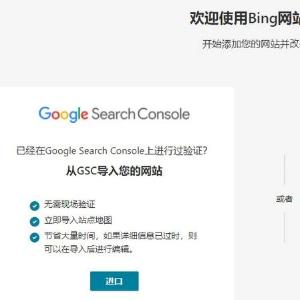 欢迎使用Bing网站
开始添加您的网站并改
Google Search Console
已经在Google Search Console上进行过验证?
从GSC导入您的网站
无需现场验证
立即导入站点地图
节省大量时间，如果详细信息已过时，则
可以在导入后进行编辑。
或者
进口